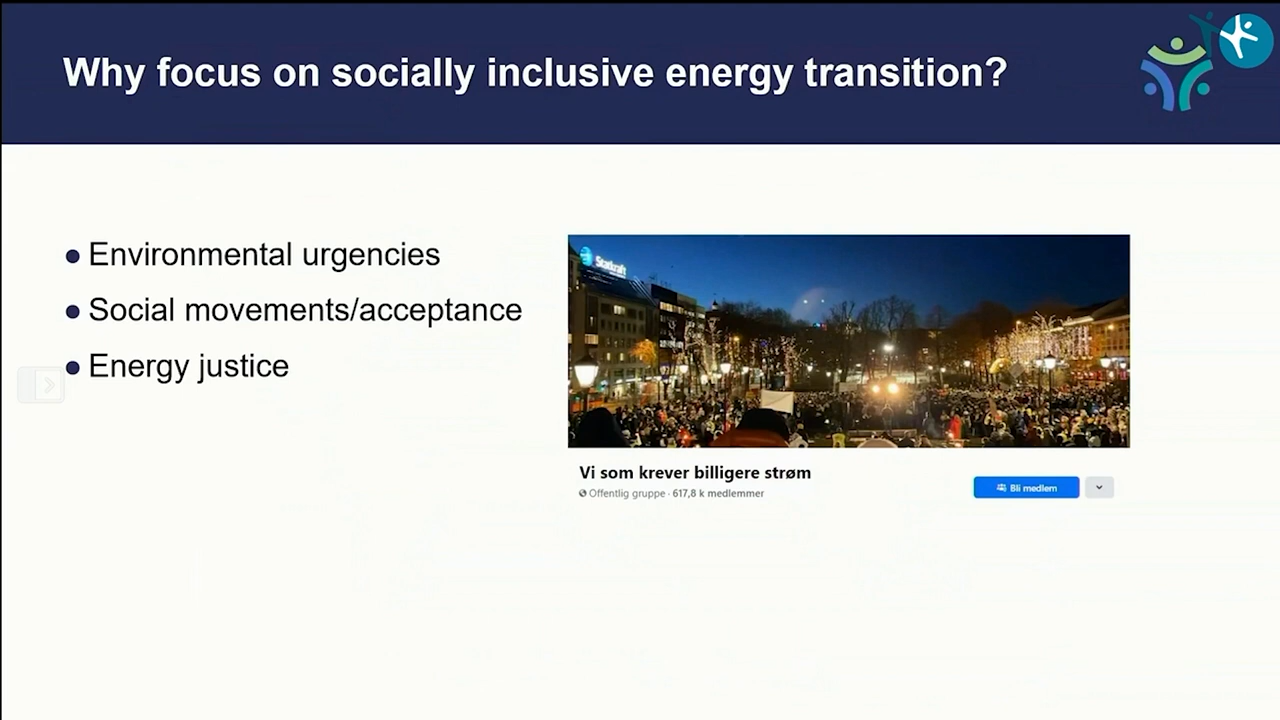 Why focus on socially inclusive energy transition?
● Environmental urgencies
● Social movements/acceptance
● Energy justice
Statkraft
Vi som krever billigere strøm
Offentlig gruppe · 617,8 k medlemmer
Bli medlem